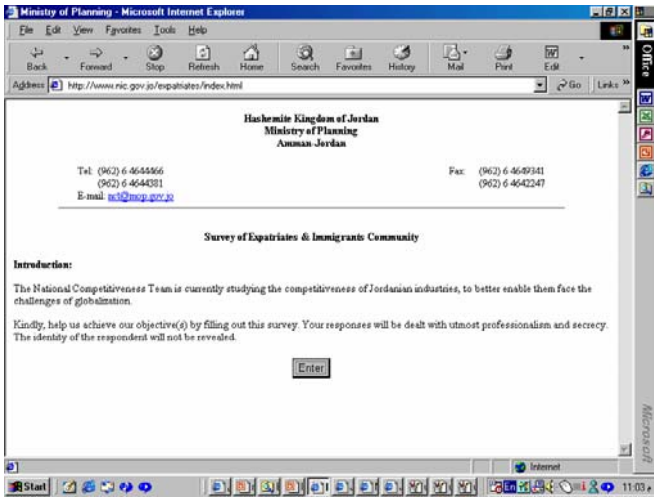 Ministry of Planning - Microsoft Internet Explorer
File Edit View Favorites Tools Help
Back Forward Stop Refresh Home Search Favorites History Mail Print Edit
Address http://www.nic.gov.jo/expatriates/index.html Go Links
Office
Hashemite Kingdom of Jordan
Ministry of Planning
Amman-Jordan
Tel: (962) 6 4644466 Fax: (962) 6 4649341
(962) 6 4644381 (962) 6 4642247
E-mail: nct@mop.gov.jo
Survey of Expatriates & Immigrants Community
Introduction:
The National Competitiveness Team is currently studying the competitiveness of Jordanian industries, to better enable them face the
challenges of globalization.
Kindly, help us achieve our objective(s) by filling out this survey. Your responses will be dealt with utmost professionalism and secrecy.
The identity of the respondent will not be revealed.
Enter
Microsoft
Internet
Start En 11:03